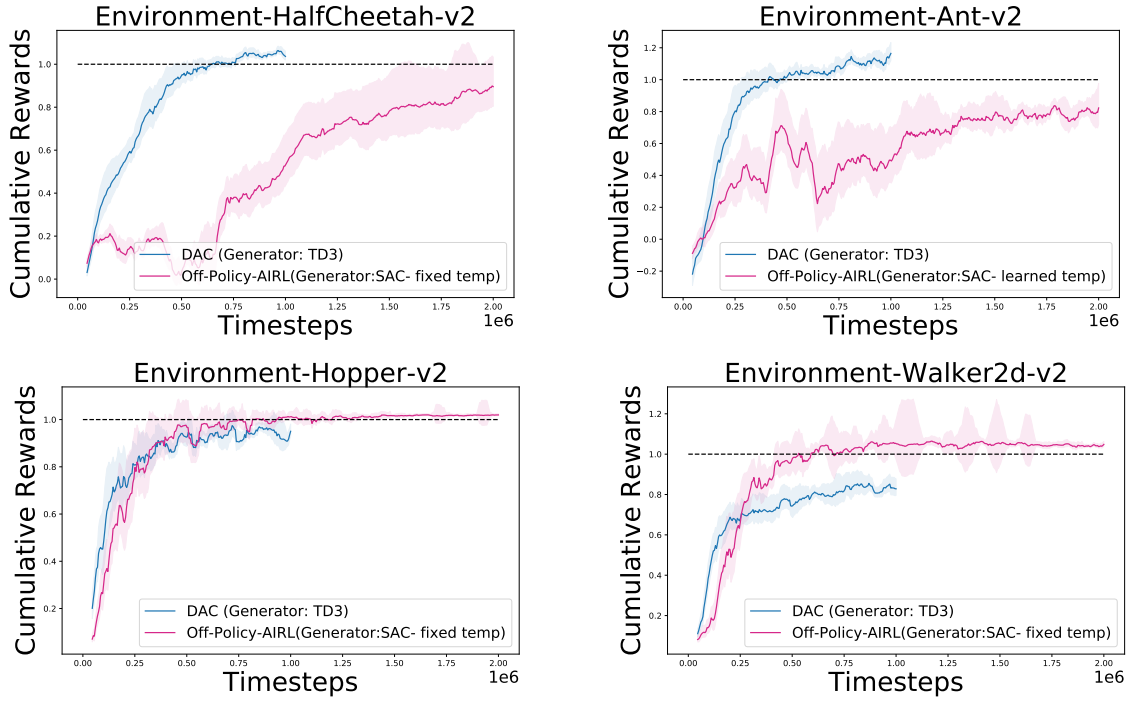 Environment-HalfCheetah-v2
Cumulative Rewards
1.0
0.8
0.6
0.4
0.2
0.0
DAC (Generator: TD3)
Off-Policy-AIRL(Generator:SAC- fixed temp)
0.00 0.25 0.50 0.75 1.00 1.25 1.50 1.75 2.00
Timesteps
1e6
Environment-Ant-v2
Cumulative Rewards
1.2
1.0
0.8
0.6
0.4
0.2
0.0
−0.2
DAC (Generator: TD3)
Off-Policy-AIRL(Generator:SAC- learned temp)
0.00 0.25 0.50 0.75 1.00 1.25 1.50 1.75 2.00
Timesteps
1e6
Environment-Hopper-v2
Cumulative Rewards
1.0
0.8
0.6
0.4
0.2
DAC (Generator: TD3)
Off-Policy-AIRL(Generator:SAC- fixed temp)
0.00 0.25 0.50 0.75 1.00 1.25 1.50 1.75 2.00
Timesteps
1e6
Environment-Walker2d-v2
Cumulative Rewards
1.2
1.0
0.8
0.6
0.4
0.2
DAC (Generator: TD3)
Off-Policy-AIRL(Generator:SAC- fixed temp)
0.00 0.25 0.50 0.75 1.00 1.25 1.50 1.75 2.00
Timesteps
1e6